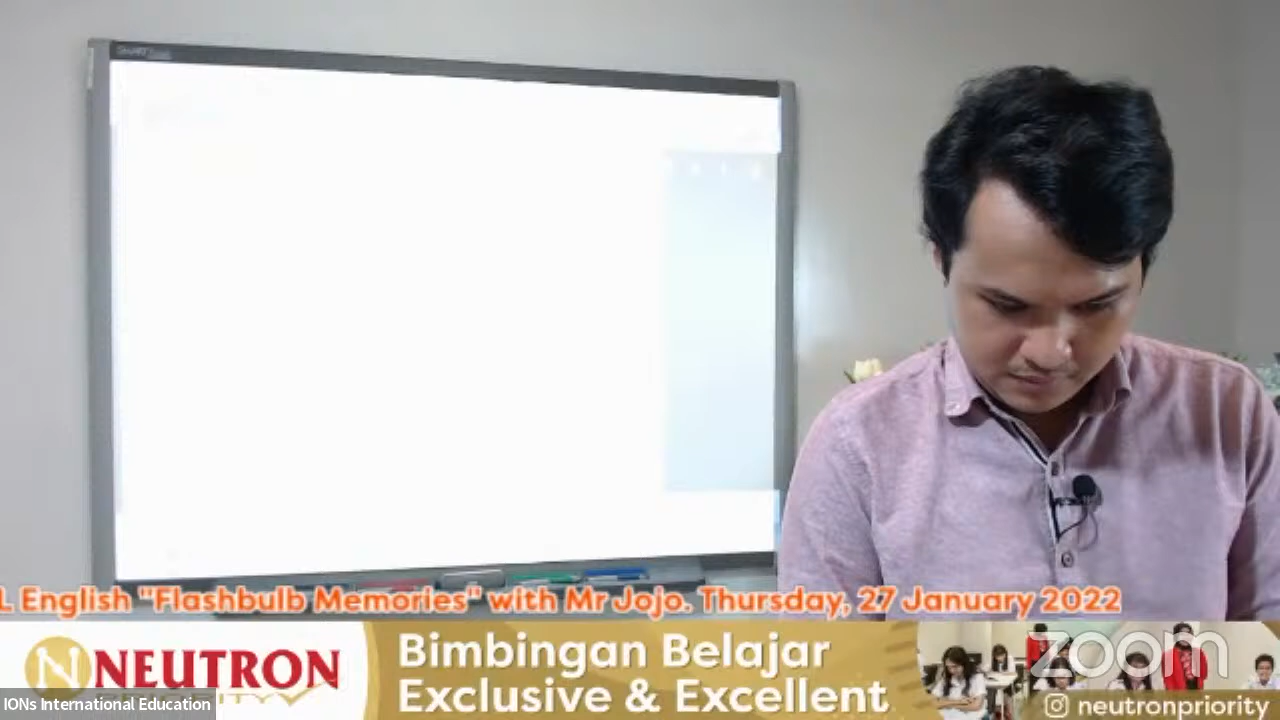 SMART
L English "Flashbulb Memories" with Mr Jojo. Thursday, 27 January 2022
N NEUTRON
Bimbingan Belajar
Exclusive & Excellent
zoom
neutronpriority
IONs International Education